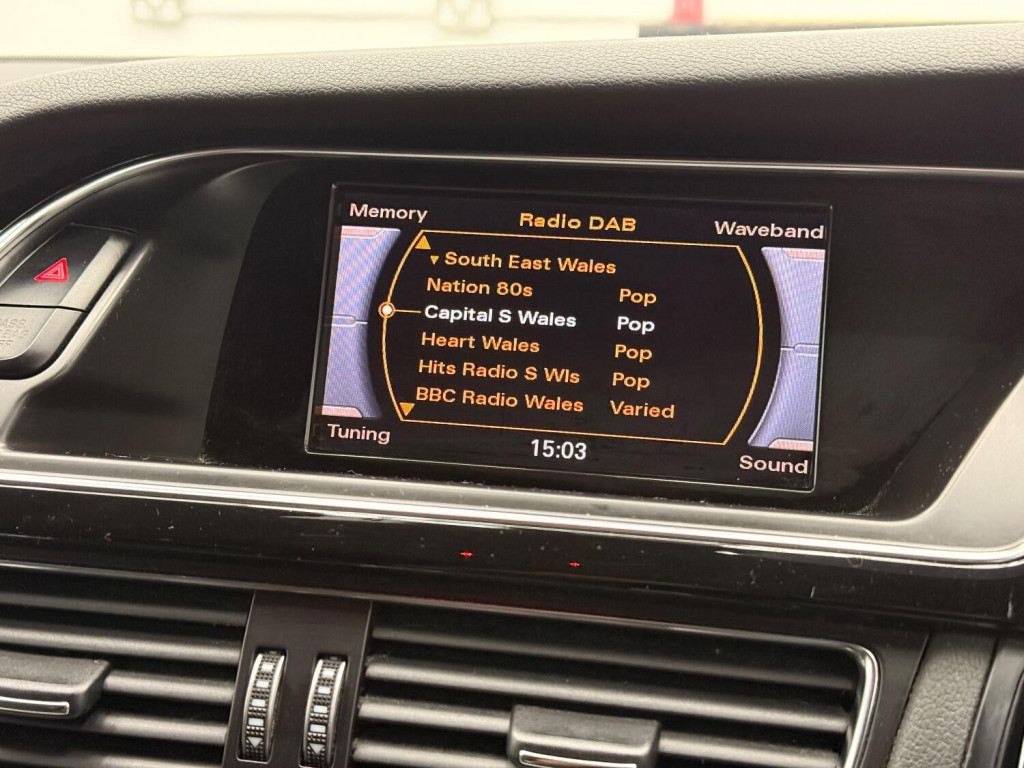 Memory
Radio DAB
Waveband
South East Wales
Nation 80s Pop
Capital S Wales Pop
Heart Wales Pop
Hits Radio S Wls Pop
BBC Radio Wales Varied
Tuning
15:03
Sound